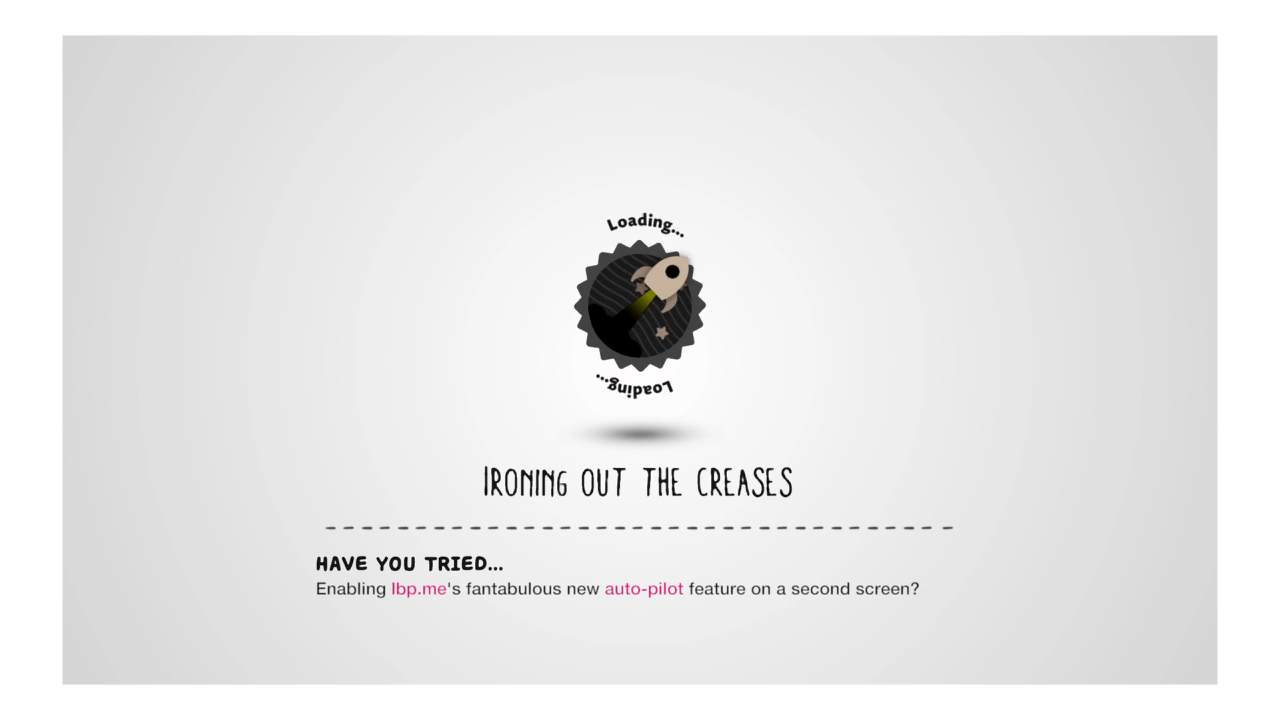 Loading...
Loading...
Ironing out the creases
HAVE YOU TRIED...
Enabling lbp.me's fantabulous new auto-pilot feature on a second screen?